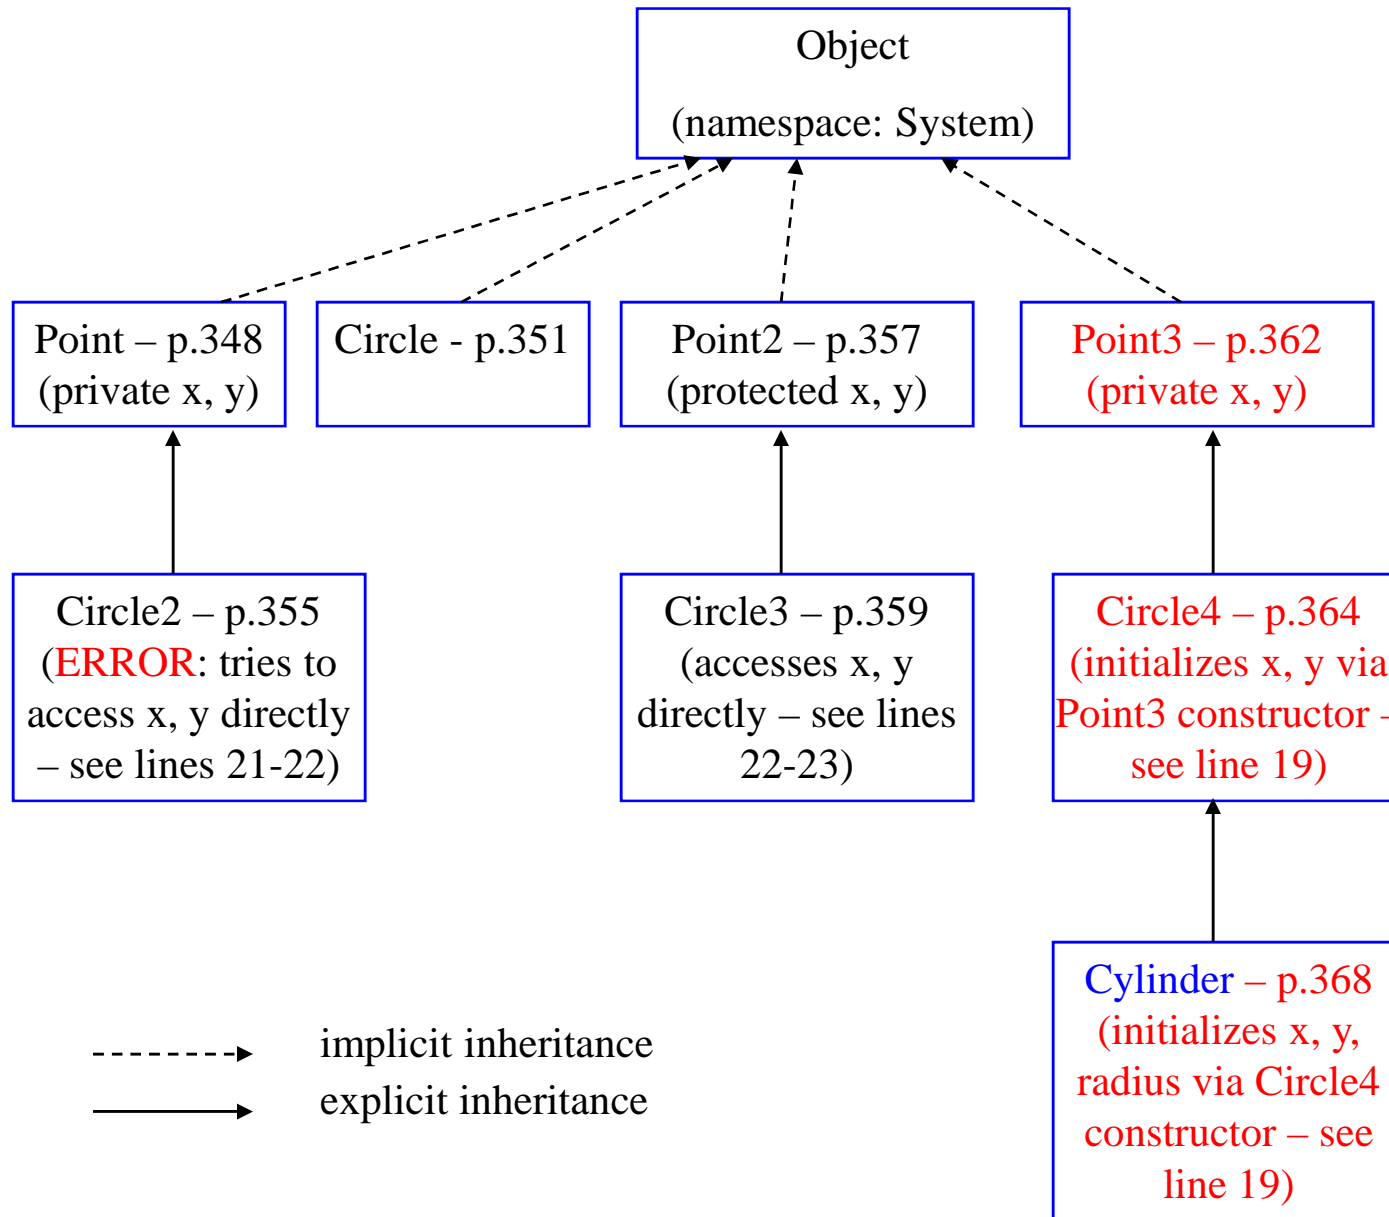 Object
(namespace: System)
Point – p.348
(private x, y)
Circle - p.351
Point2 – p.357
(protected x, y)
Point3 – p.362
(private x, y)
Circle2 – p.355
(ERROR: tries to
access x, y directly
– see lines 21-22)
Circle3 – p.359
(accesses x, y
directly – see lines
22-23)
Circle4 – p.364
(initializes x, y via
Point3 constructor –
see line 19)
Cylinder – p.368
(initializes x, y,
radius via Circle4
constructor – see
line 19)
implicit inheritance
explicit inheritance